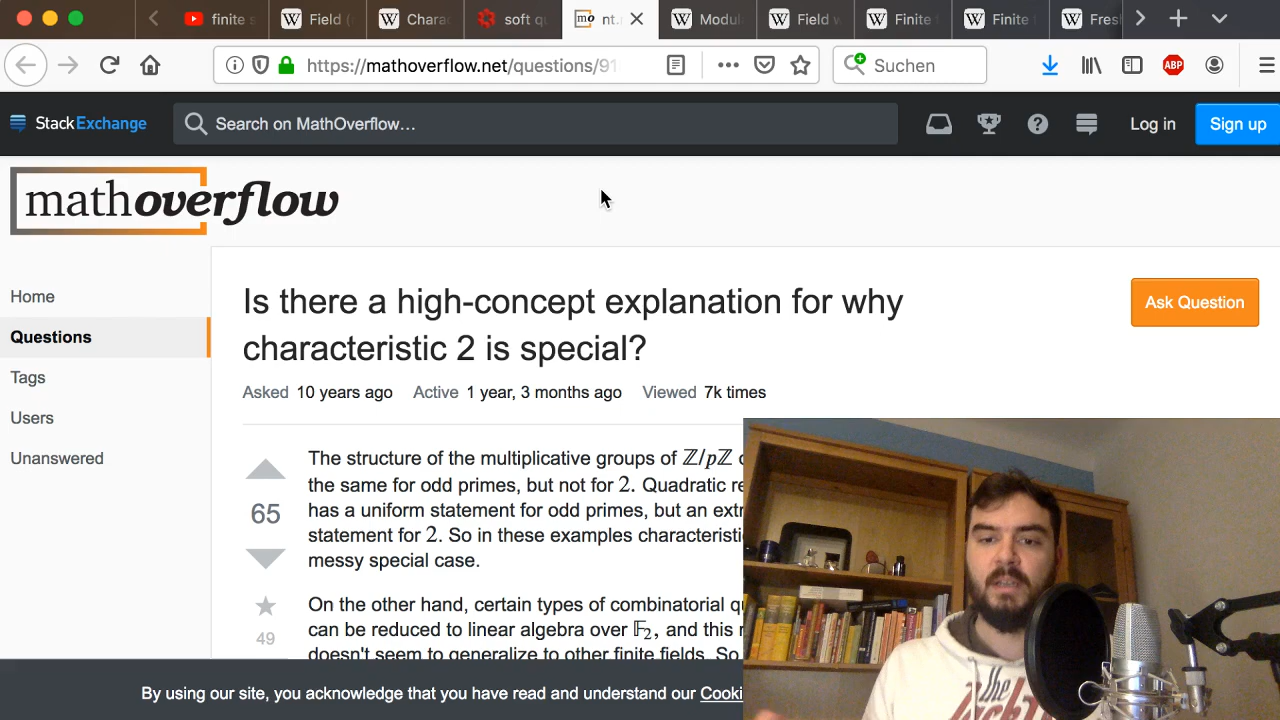 finite s
Field (
Charac
soft qu
nt.
Modul
Field w
Finite
Finite
Fresh
https://mathoverflow.net/questions/91
Suchen
ABP
StackExchange
Search on MathOverflow…
Log in
Sign up
mathoverflow
Home
Questions
Tags
Users
Unanswered
Is there a high-concept explanation for why
characteristic 2 is special?
Ask Question
Asked 10 years ago Active 1 year, 3 months ago Viewed 7k times
65
49
The structure of the multiplicative groups of ℤ/pℤ
the same for odd primes, but not for 2. Quadratic re
has a uniform statement for odd primes, but an extr
statement for 2. So in these examples characteristi
messy special case.
On the other hand, certain types of combinatorial q
can be reduced to linear algebra over 𝔽₂, and this r
doesn't seem to generalize to other finite fields. So
By using our site, you acknowledge that you have read and understand our Cooki
the